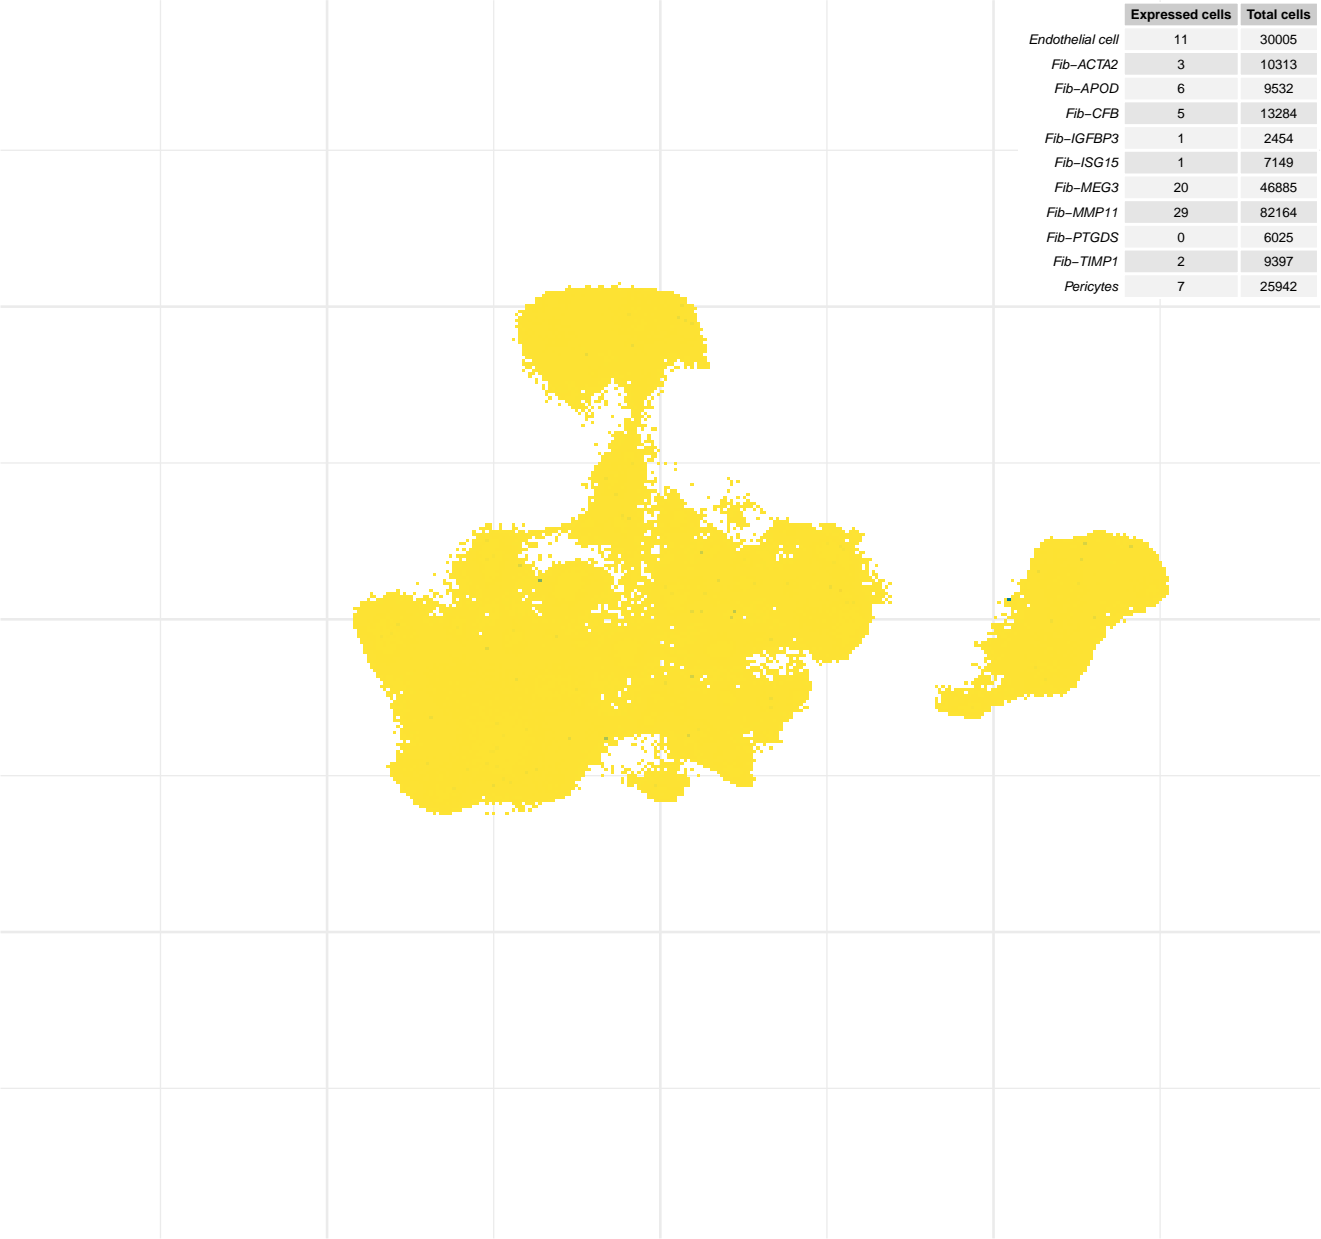 Expressed cells Total cells
Endothelial cell 11 30005
Fib−ACTA2 3 10313
Fib−APOD 6 9532
Fib−CFB 5 13284
Fib−IGFBP3 1 2454
Fib−ISG15 1 7149
Fib−MEG3 20 46885
Fib−MMP11 29 82164
Fib−PTGDS 0 6025
Fib−TIMP1 2 9397
Pericytes 7 25942